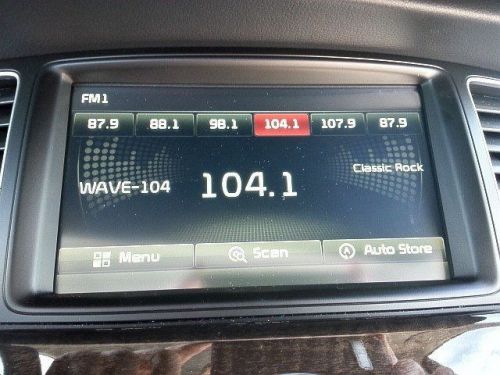 FM1
87.9 88.1 98.1 104.1 107.9 87.9
Classic Rock
WAVE-104 104.1
Menu Scan Auto Store